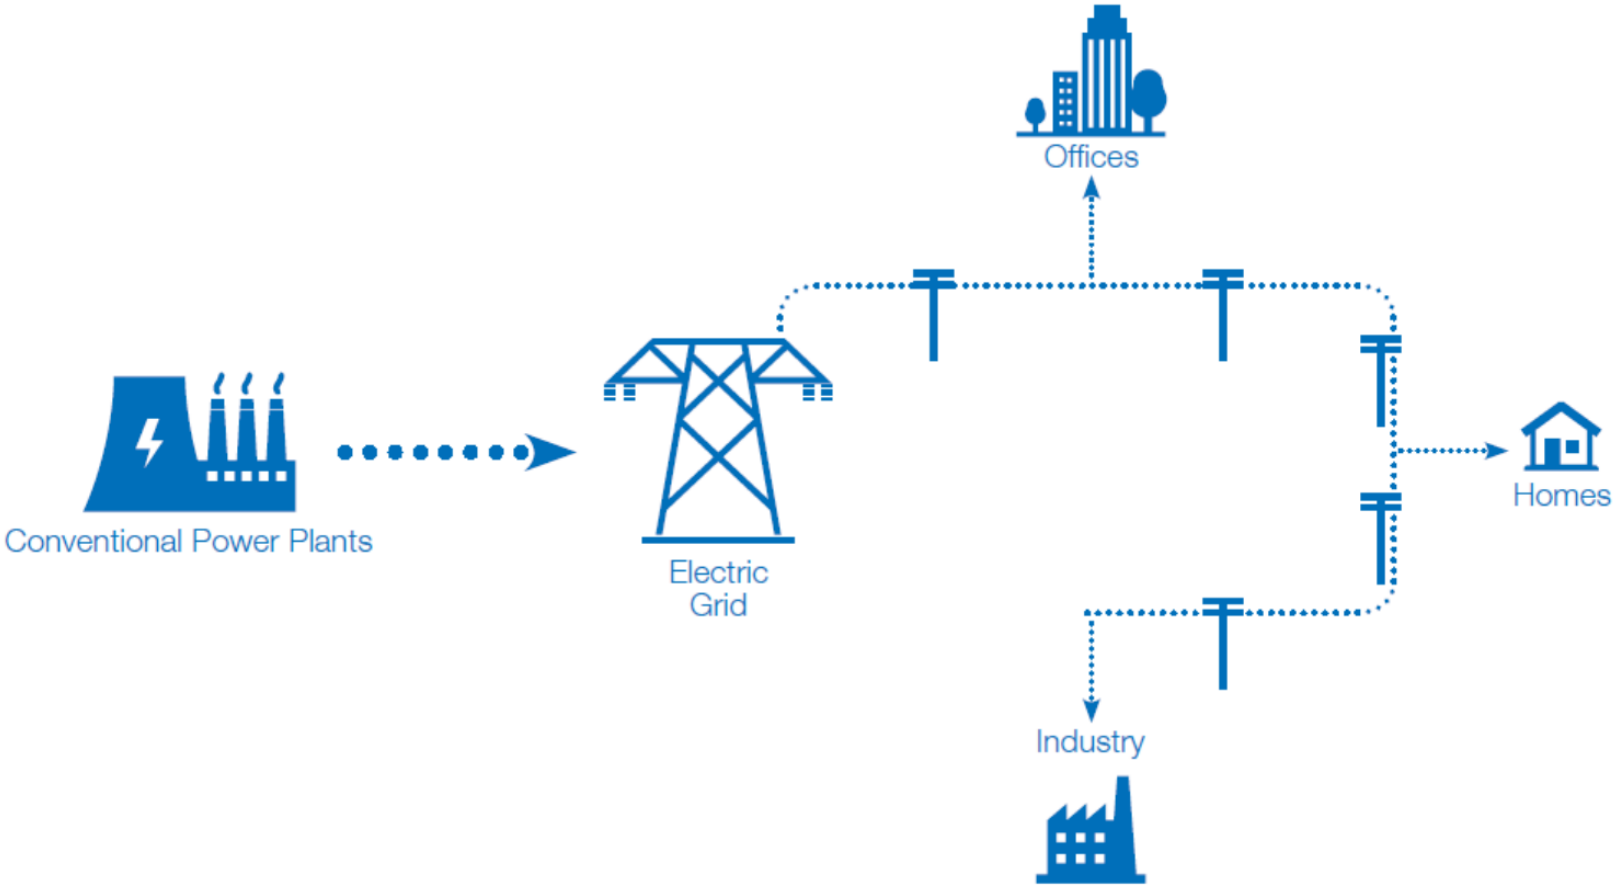 Offices
Conventional Power Plants
Electric
Grid
Homes
Industry